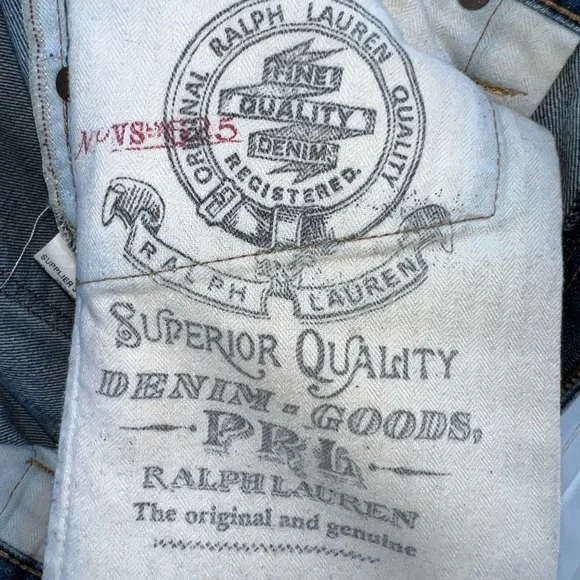 ORIGINAL RALPH LAUREN QUALITY
FINE
QUALITY
DENIM
REGISTERED.
RALPH LAUREN
SUPPLIER
SUPERIOR QUALITY
DENIM - GOODS,
PRL
RALPH LAUREN
The original and genuine